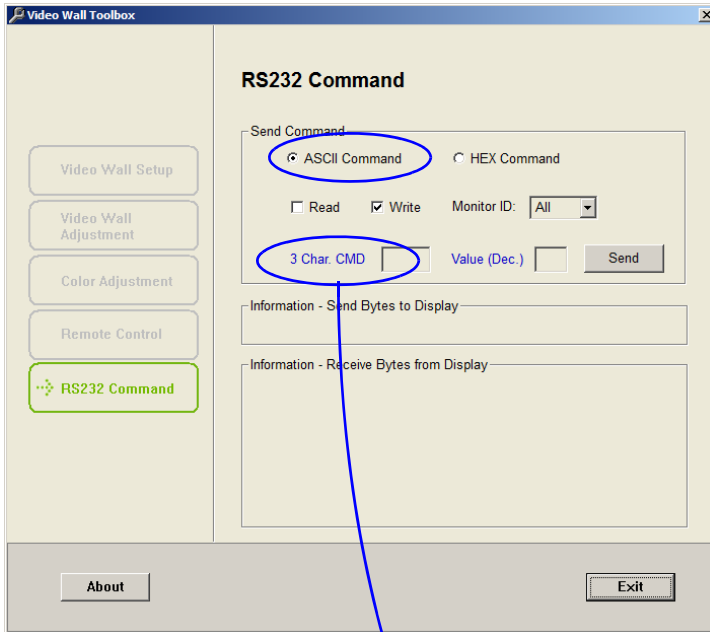 Video Wall Toolbox
RS232 Command
Send Command
ASCII Command HEX Command
Read Write Monitor ID: All
3 Char. CMD Value (Dec.) Send
Information - Send Bytes to Display
Information - Receive Bytes from Display
Video Wall Setup
Video Wall
Adjustment
Color Adjustment
Remote Control
RS232 Command
About Exit